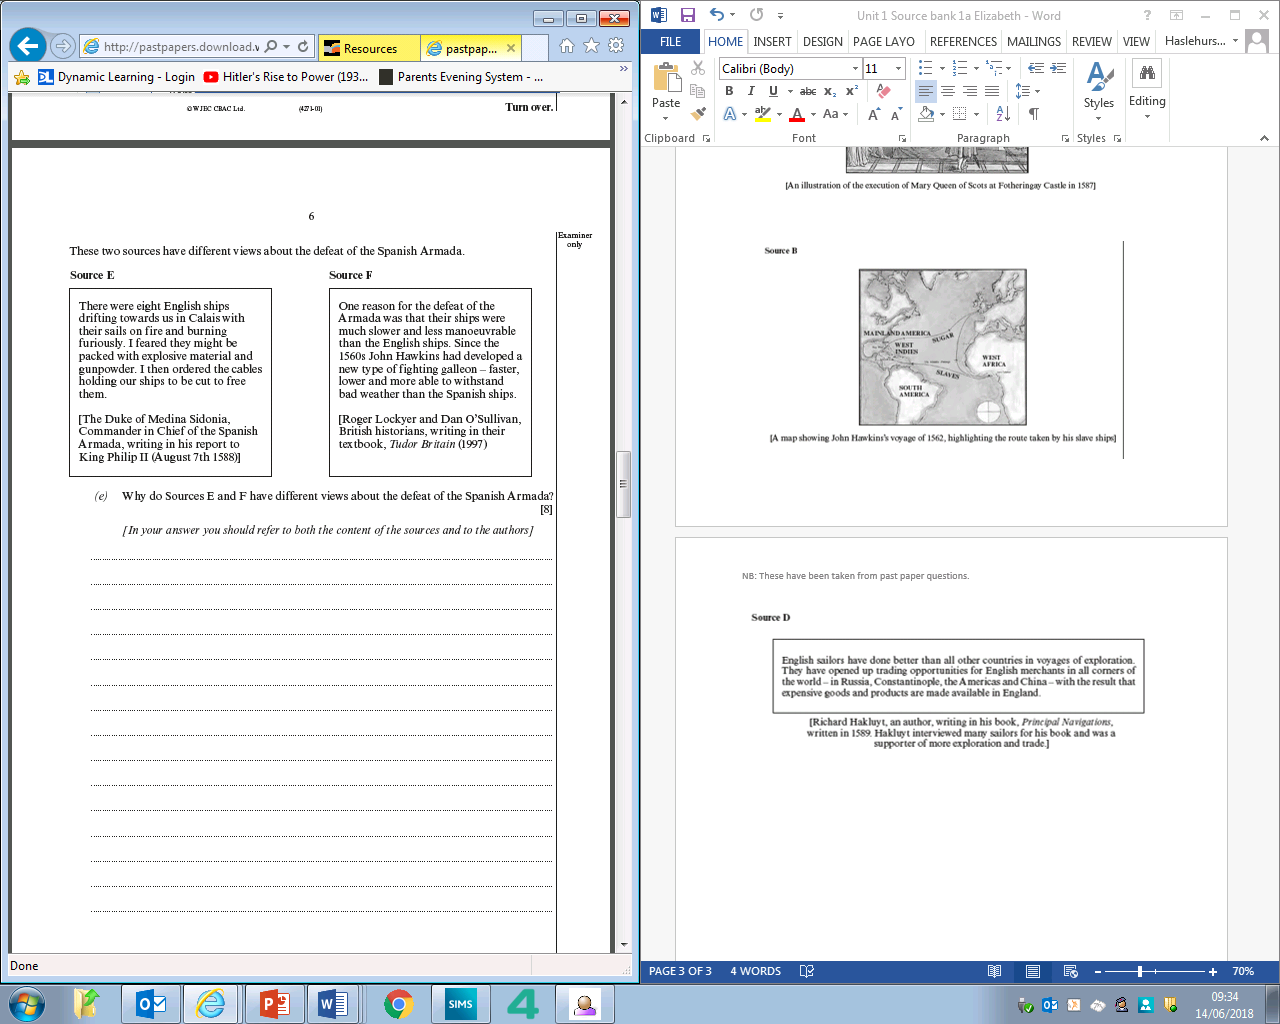 http://pastpapers.download.w
Resources
pastpap...
Dynamic Learning - Login
Hitler's Rise to Power (193...
Parents Evening System - ...
© WJEC CBAC Ltd.
(4271-01)
Turn over.
6
Examiner
only
These two sources have different views about the defeat of the Spanish Armada.
Source E
There were eight English ships
drifting towards us in Calais with
their sails on fire and burning
furiously. I feared they might be
packed with explosive material and
gunpowder. I then ordered the cables
holding our ships to be cut to free
them.
[The Duke of Medina Sidonia,
Commander in Chief of the Spanish
Armada, writing in his report to
King Philip II (August 7th 1588)]
Source F
One reason for the defeat of the
Armada was that their ships were
much slower and less manoeuvrable
than the English ships. Since the
1560s John Hawkins had developed a
new type of fighting galleon – faster,
lower and more able to withstand
bad weather than the Spanish ships.
[Roger Lockyer and Dan O'Sullivan,
British historians, writing in their
textbook, Tudor Britain (1997)
(e) Why do Sources E and F have different views about the defeat of the Spanish Armada?
[8]
[In your answer you should refer to both the content of the sources and to the authors]
Done
Unit 1 Source bank 1a Elizabeth - Word
FILE HOME INSERT DESIGN PAGE LAYO REFERENCES MAILINGS REVIEW VIEW Haslehurs...
Calibri (Body) 11
Paste
Styles
Editing
Clipboard Font Paragraph Styles
[An illustration of the execution of Mary Queen of Scots at Fotheringay Castle in 1587]
Source B
MAINLAND AMERICA
SUGAR
WEST
INDIES
WEST
AFRICA
SLAVES
SOUTH
AMERICA
[A map showing John Hawkins's voyage of 1562, highlighting the route taken by his slave ships]
NB: These have been taken from past paper questions.
Source D
English sailors have done better than all other countries in voyages of exploration.
They have opened up trading opportunities for English merchants in all corners of
the world – in Russia, Constantinople, the Americas and China – with the result that
expensive goods and products are made available in England.
[Richard Hakluyt, an author, writing in his book, Principal Navigations,
written in 1589. Hakluyt interviewed many sailors for his book and was a
supporter of more exploration and trade.]
PAGE 3 OF 3 4 WORDS 70%
SIMS
09:34
14/06/2018